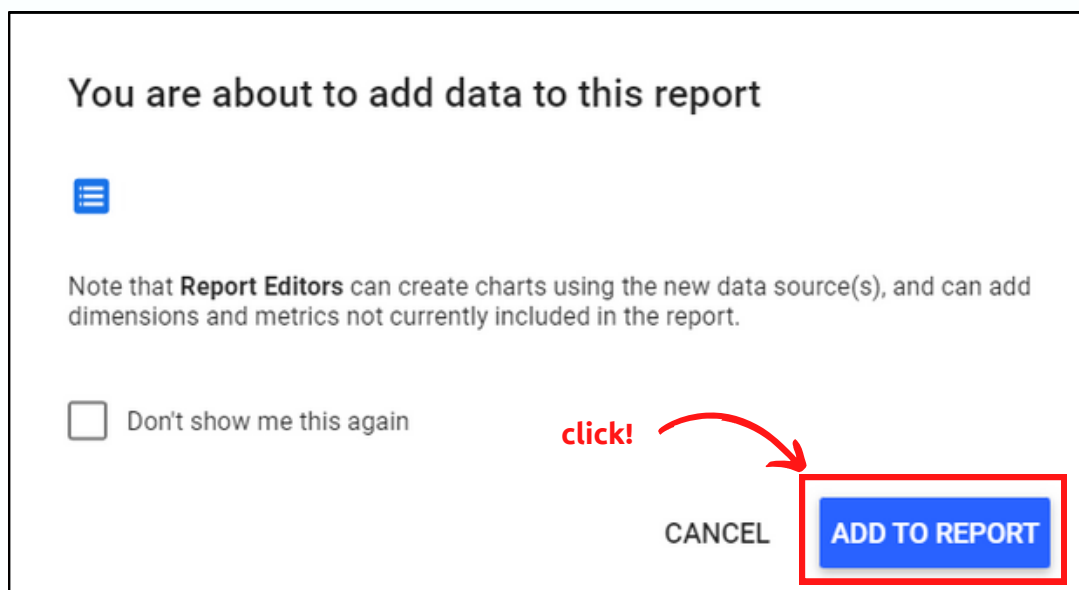 You are about to add data to this report
Note that Report Editors can create charts using the new data source(s), and can add
dimensions and metrics not currently included in the report.
Don't show me this again
click!
CANCEL
ADD TO REPORT